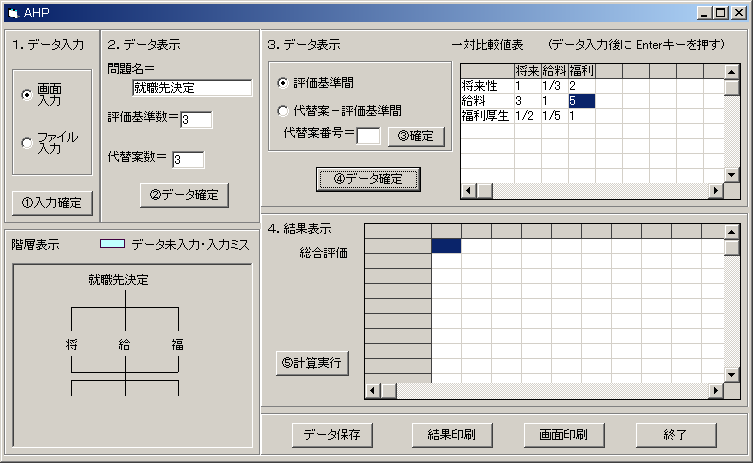 AHP
１. データ入力
画面
入力
ファイル
入力
①入力確定
２. データ表示
問題名＝
就職先決定
評価基準数＝ 3
代替案数＝ 3
②データ確定
３. データ表示
評価基準間
代替案－評価基準間
代替案番号＝
③確定
④データ確定
→対比較値表 (データ入力後に Enterキーを押す)
将来 給料 福利
将来性 1 1/3 2
給料 3 1 5
福利厚生 1/2 1/5 1
階層表示 データ未入力・入力ミス
就職先決定
将 給 福
４. 結果表示
総合評価
⑤計算実行
データ保存 結果印刷 画面印刷 終了